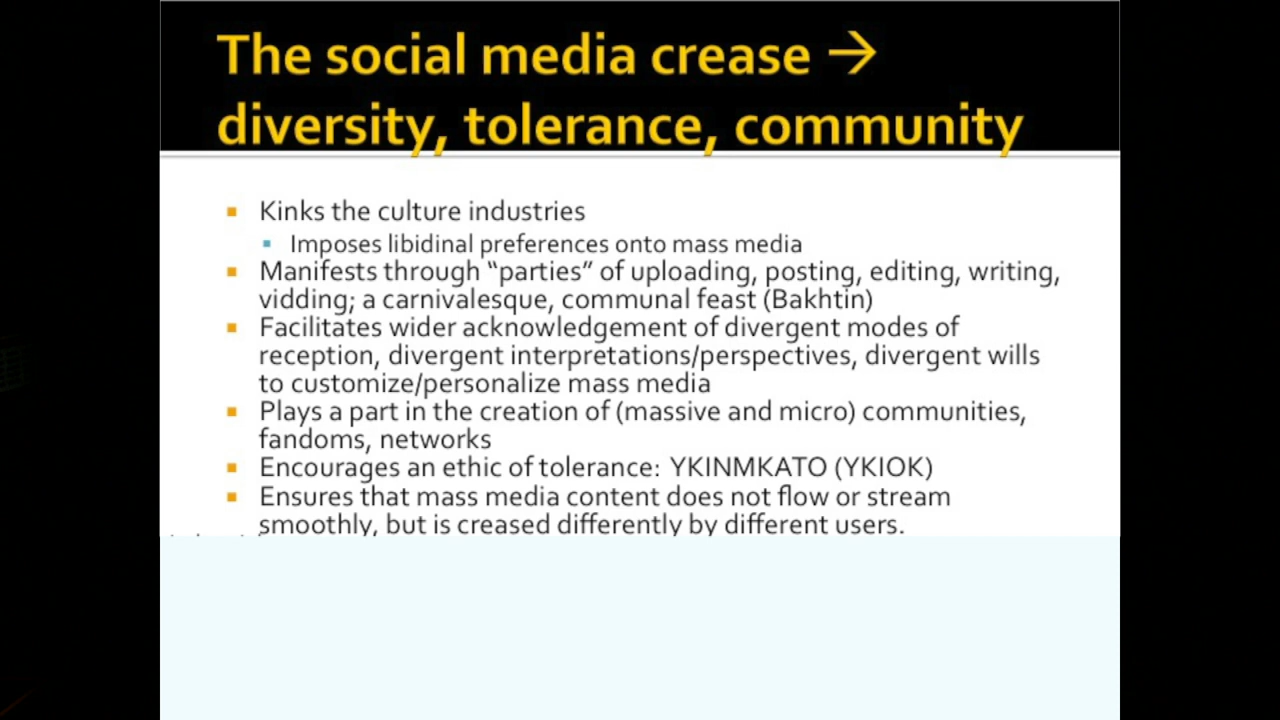 The social media crease →
diversity, tolerance, community
▪ Kinks the culture industries
▪ Imposes libidinal preferences onto mass media
▪ Manifests through “parties” of uploading, posting, editing, writing,
vidding; a carnivalesque, communal feast (Bakhtin)
▪ Facilitates wider acknowledgement of divergent modes of
reception, divergent interpretations/perspectives, divergent wills
to customize/personalize mass media
▪ Plays a part in the creation of (massive and micro) communities,
fandoms, networks
▪ Encourages an ethic of tolerance: YKINMKATO (YKIOK)
▪ Ensures that mass media content does not flow or stream
smoothly, but is creased differently by different users.